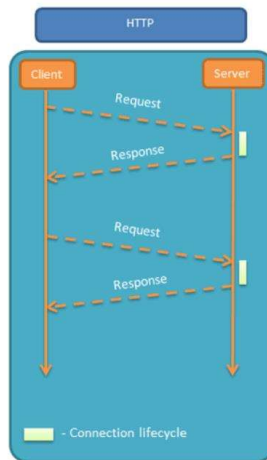 HTTP
Client
Server
Request
Response
Request
Response
- Connection lifecycle